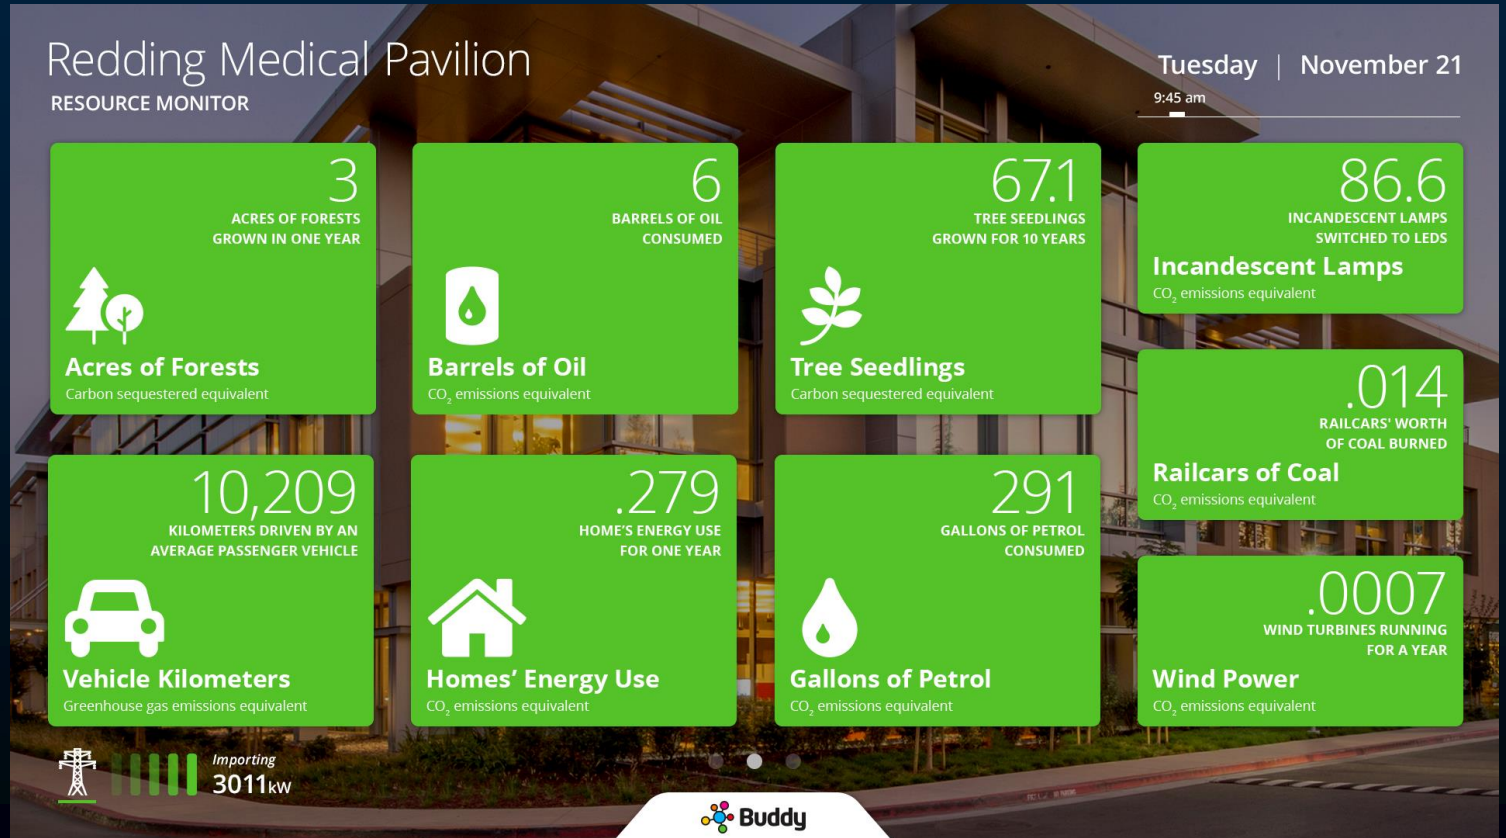 Redding Medical Pavilion
RESOURCE MONITOR
Tuesday | November 21
9:45 am
3
ACRES OF FORESTS
GROWN IN ONE YEAR
Acres of Forests
Carbon sequestered equivalent
6
BARRELS OF OIL
CONSUMED
Barrels of Oil
CO₂ emissions equivalent
67.1
TREE SEEDLINGS
GROWN FOR 10 YEARS
Tree Seedlings
Carbon sequestered equivalent
86.6
INCANDESCENT LAMPS
SWITCHED TO LEDS
Incandescent Lamps
CO₂ emissions equivalent
.014
RAILCARS' WORTH
OF COAL BURNED
Railcars of Coal
CO₂ emissions equivalent
10,209
KILOMETERS DRIVEN BY AN
AVERAGE PASSENGER VEHICLE
Vehicle Kilometers
Greenhouse gas emissions equivalent
.279
HOME'S ENERGY USE
FOR ONE YEAR
Homes' Energy Use
CO₂ emissions equivalent
291
GALLONS OF PETROL
CONSUMED
Gallons of Petrol
CO₂ emissions equivalent
.0007
WIND TURBINES RUNNING
FOR A YEAR
Wind Power
CO₂ emissions equivalent
Importing
3011kW
Buddy